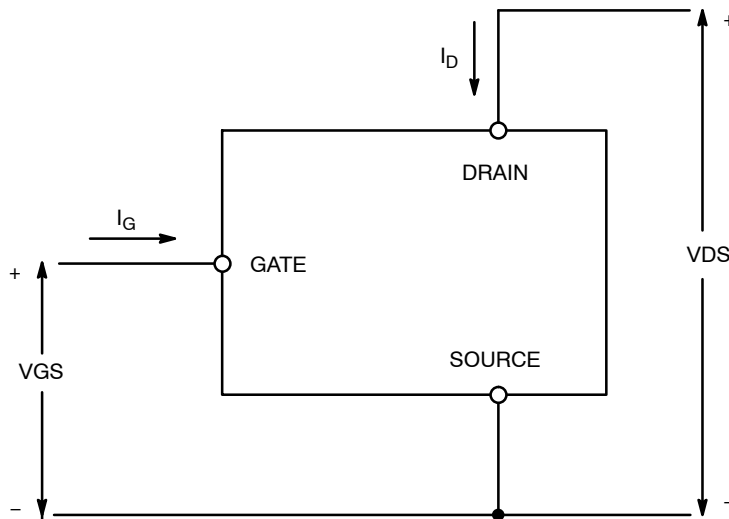 +
I_D
DRAIN
I_G
+
GATE
VDS
SOURCE
VGS
−
−